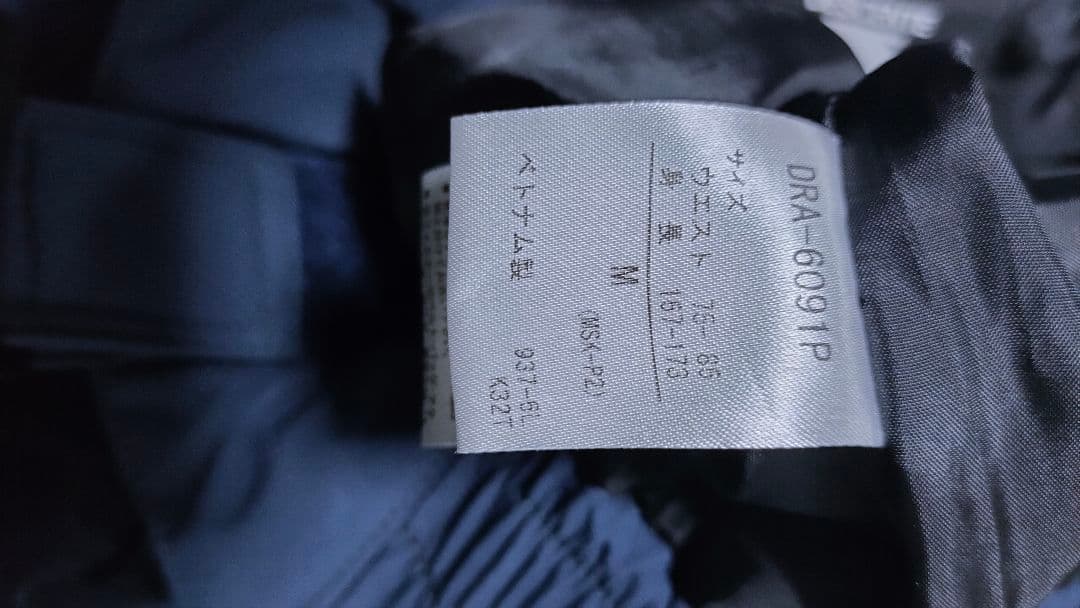 DRA-6091P
サイズ
ウエスト 75- 85
身 長 167-173
M
(MSK-P2)
ベトナム製
937-6L
K32T